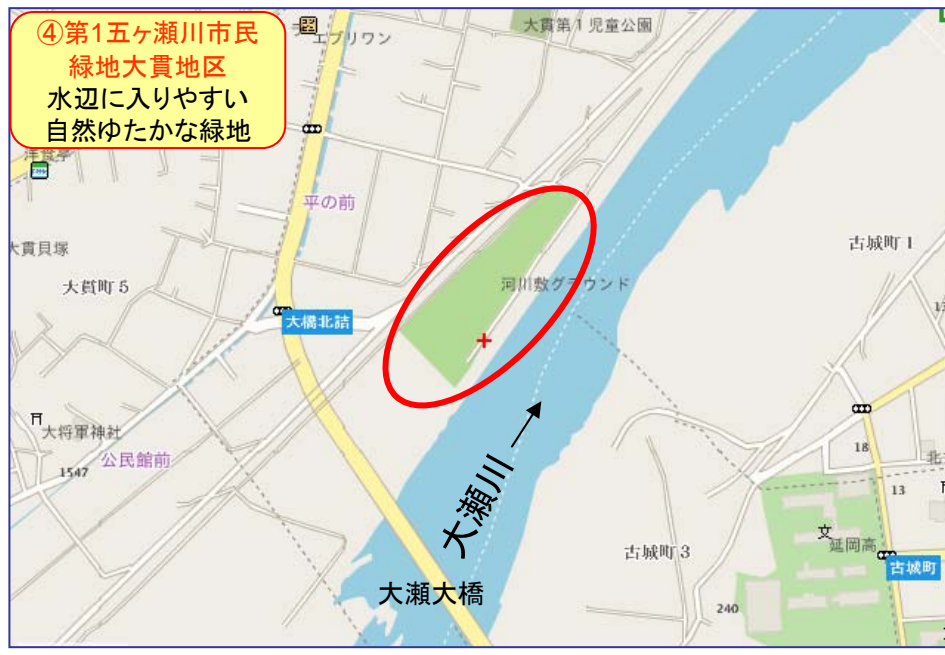 ④第1五ヶ瀬川市民
緑地大貫地区
水辺に入りやすい
自然ゆたかな緑地
エブリワン
大貫第1児童公園
洋食亭
平の前
大貫貝塚
古城町1
大貫町5
河川敷グラウンド
大橋北詰
大将軍神社
公民館前
1547
18
13
大瀬川
古城町3
延岡高
古城町
大瀬大橋
240